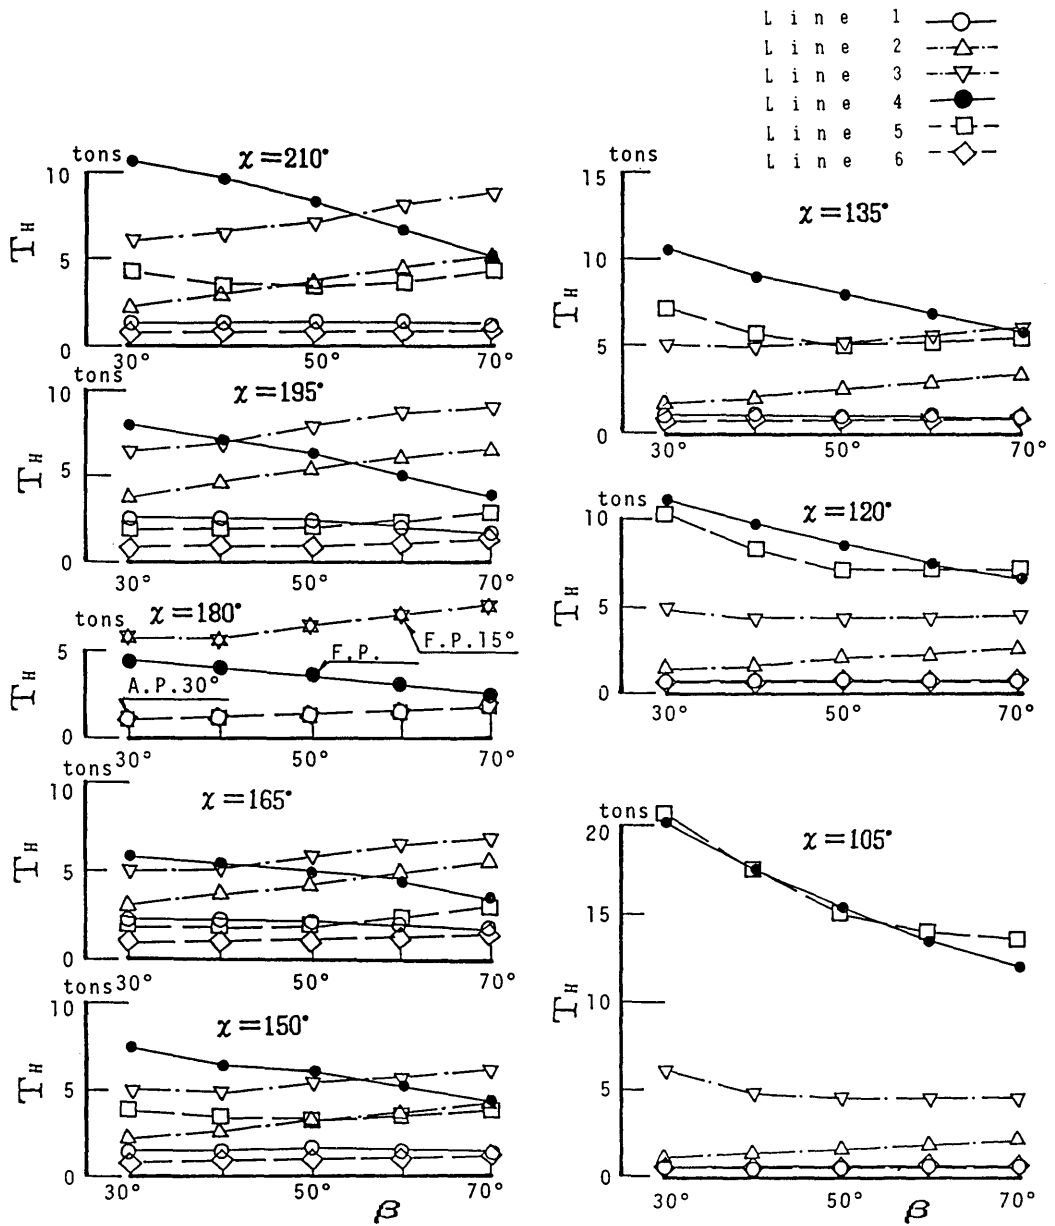 Line 1
Line 2
Line 3
Line 4
Line 5
Line 6
tons
χ=210°
10
T_H
5
0
30° 50° 70°
tons
χ=195°
10
T_H
5
0
30° 50° 70°
tons
χ=180°
F.P.15°
5
F.P.
T_H
A.P.30°
0
30° 50° 70°
tons
10
χ=165°
T_H
5
0
30° 50° 70°
tons
10
χ=150°
T_H
5
0
30° 50° 70°
β
tons
15
χ=135°
10
T_H
5
0
30° 50° 70°
tons
10
χ=120°
T_H
5
0
30° 50° 70°
tons
20
χ=105°
15
10
T_H
5
0
30° 50° 70°
β